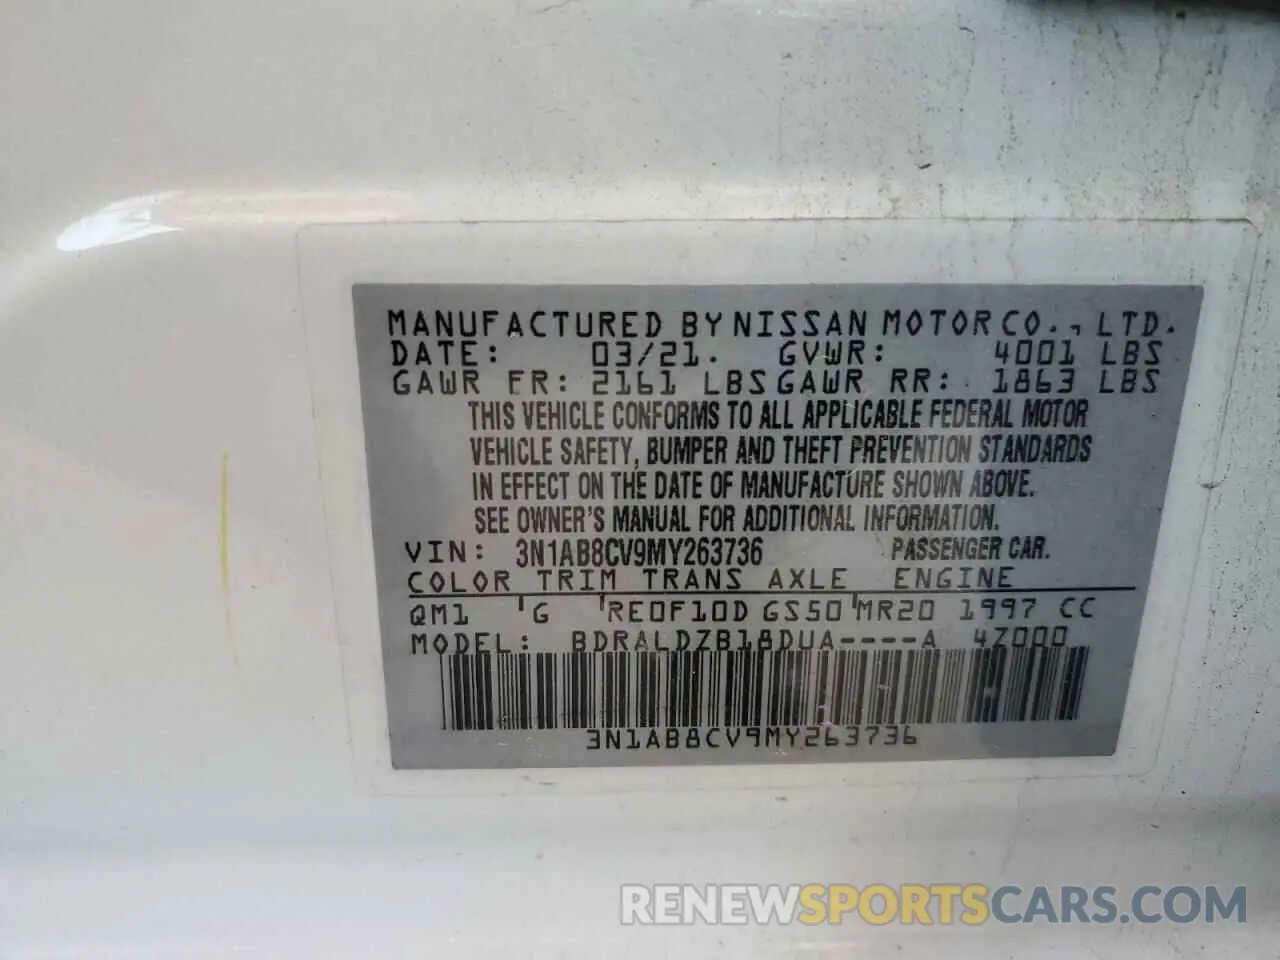 MANUFACTURED BY NISSAN MOTOR CO., LTD.
DATE: 03/21. GVWR: 4001 LBS
GAWR FR: 2161 LBS GAWR RR: 1863 LBS
THIS VEHICLE CONFORMS TO ALL APPLICABLE FEDERAL MOTOR
VEHICLE SAFETY, BUMPER AND THEFT PREVENTION STANDARDS
IN EFFECT ON THE DATE OF MANUFACTURE SHOWN ABOVE.
SEE OWNER'S MANUAL FOR ADDITIONAL INFORMATION.
VIN: 3N1AB8CV9MY263736 PASSENGER CAR.
COLOR TRIM TRANS AXLE ENGINE
QM1 G RE0F10D GS50 MR20 1997 CC
MODEL: BDRALDZB18DUA----A 4Z000
3N1AB8CV9MY263736
RENEWSPORTSCARS.COM